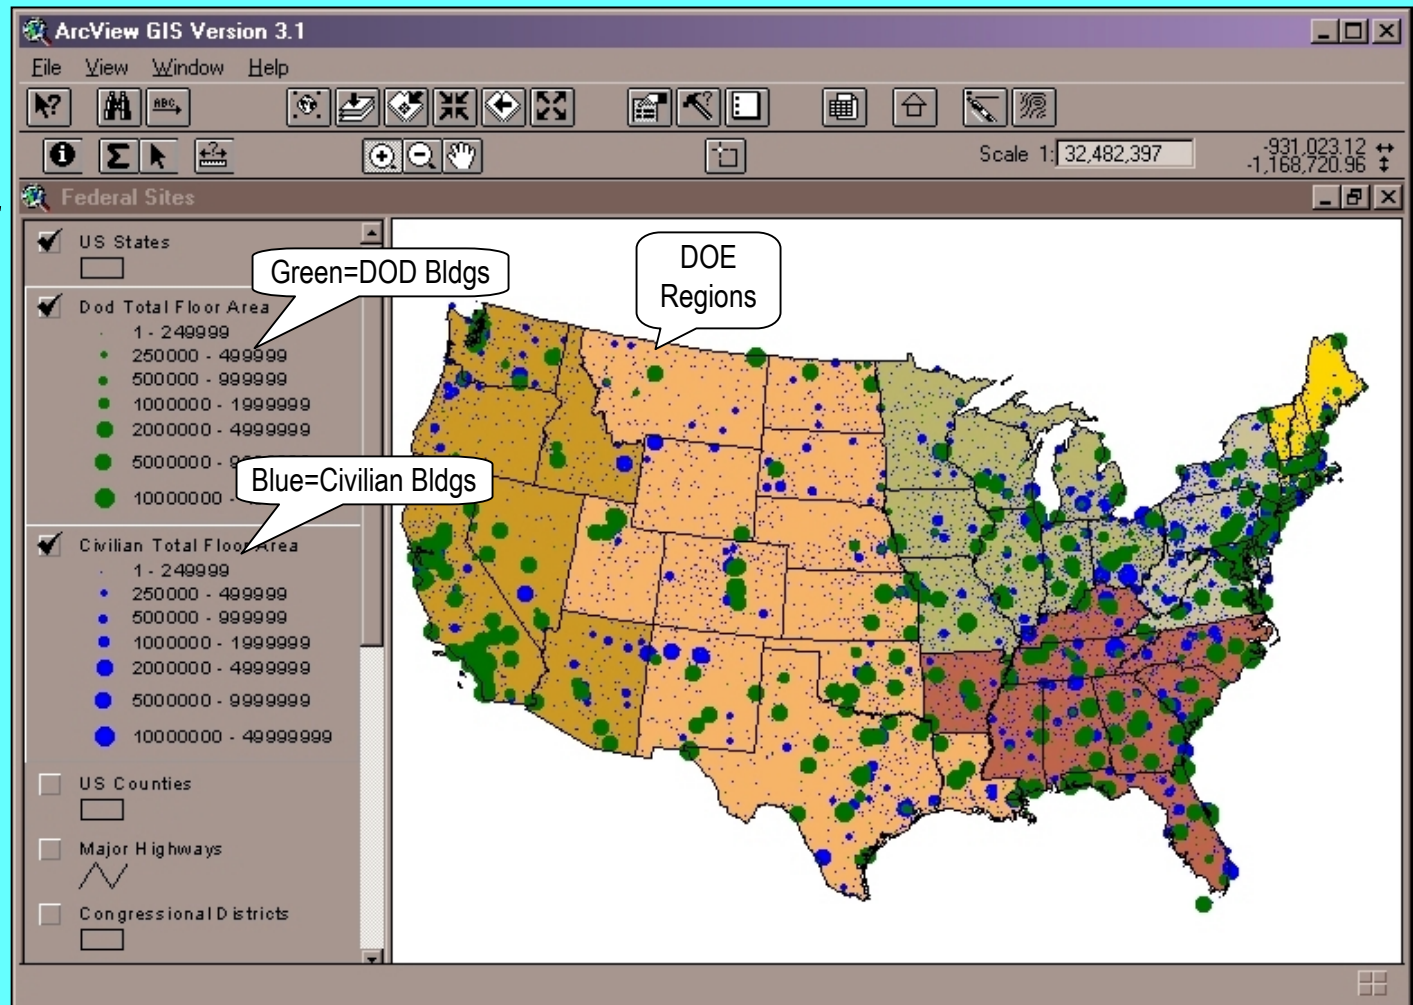 ArcView GIS Version 3.1
File View Window Help
ABC
Scale 1: 32,482,397
-931,023.12
-1,168,720.96
Federal Sites
US States
Green=DOD Bldgs
DOE
Regions
Dod Total Floor Area
1 - 249999
250000 - 499999
500000 - 999999
1000000 - 1999999
2000000 - 4999999
5000000 -
Blue=Civilian Bldgs
10000000 -
Civilian Total Floor Area
1 - 249999
250000 - 499999
500000 - 999999
1000000 - 1999999
2000000 - 4999999
5000000 - 9999999
10000000 - 49999999
US Counties
Major Highways
Congressional Districts